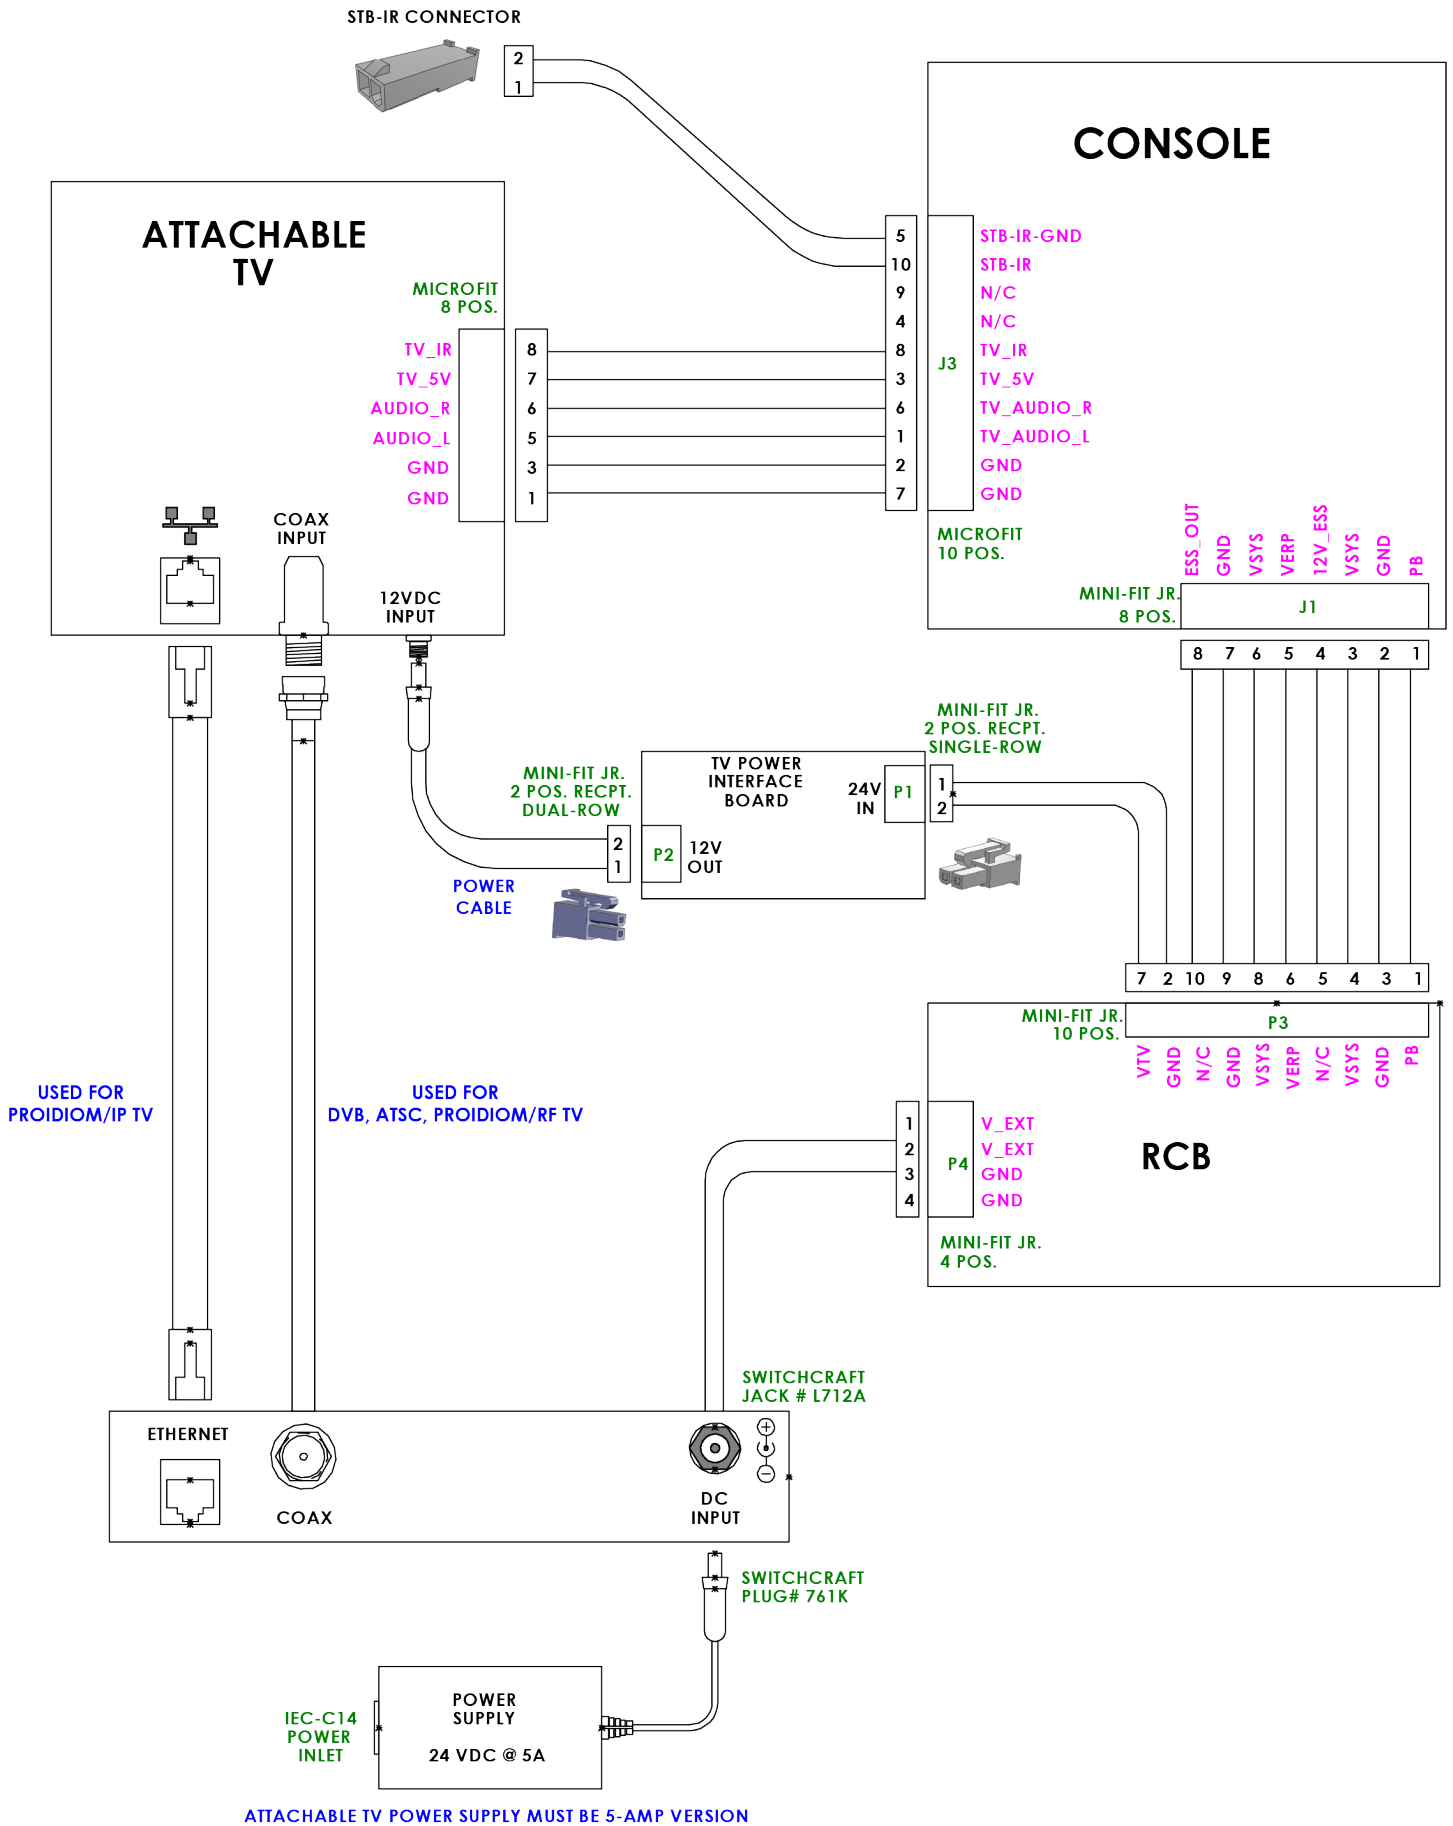 STB-IR CONNECTOR
2
1
CONSOLE
ATTACHABLE
TV
MICROFIT
8 POS.
TV_IR
TV_5V
AUDIO_R
AUDIO_L
GND
GND
8
7
6
5
3
1
5
10
9
4
8
3
6
1
2
7
J3
STB-IR-GND
STB-IR
N/C
N/C
TV_IR
TV_5V
TV_AUDIO_R
TV_AUDIO_L
GND
GND
MICROFIT
10 POS.
ESS_OUT
GND
VSYS
VERP
12V_ESS
VSYS
GND
PB
MINI-FIT JR.
8 POS.
J1
8 7 6 5 4 3 2 1
COAX
INPUT
12VDC
INPUT
MINI-FIT JR.
2 POS. RECPT.
SINGLE-ROW
TV POWER
INTERFACE
BOARD
24V
IN
P1
1
2
MINI-FIT JR.
2 POS. RECPT.
DUAL-ROW
2
1
P2
12V
OUT
POWER
CABLE
7 2 10 9 8 6 5 4 3 1
MINI-FIT JR.
10 POS.
P3
VTV
GND
N/C
GND
VSYS
VERP
N/C
VSYS
GND
PB
USED FOR
PROIDIOM/IP TV
USED FOR
DVB, ATSC, PROIDIOM/RF TV
1
2
3
4
P4
V_EXT
V_EXT
GND
GND
RCB
MINI-FIT JR.
4 POS.
SWITCHCRAFT
JACK # L712A
ETHERNET
COAX
DC
INPUT
+
−
SWITCHCRAFT
PLUG# 761K
IEC-C14
POWER
INLET
POWER
SUPPLY
24 VDC @ 5A
ATTACHABLE TV POWER SUPPLY MUST BE 5-AMP VERSION